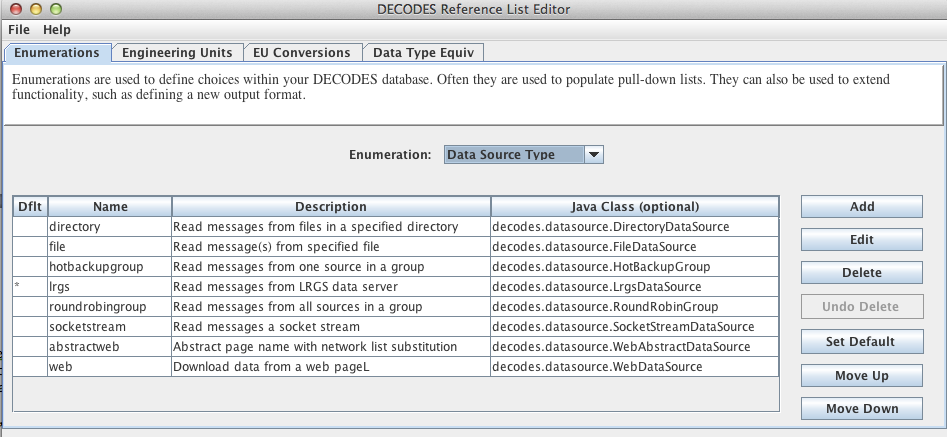 DECODES Reference List Editor
File Help
Enumerations Engineering Units EU Conversions Data Type Equiv
Enumerations are used to define choices within your DECODES database. Often they are used to populate pull-down lists. They can also be used to extend
functionality, such as defining a new output format.
Enumeration: Data Source Type
Dflt Name Description Java Class (optional)
directory Read messages from files in a specified directory decodes.datasource.DirectoryDataSource
file Read message(s) from specified file decodes.datasource.FileDataSource
hotbackupgroup Read messages from one source in a group decodes.datasource.HotBackupGroup
* lrgs Read messages from LRGS data server decodes.datasource.LrgsDataSource
roundrobingroup Read messages from all sources in a group decodes.datasource.RoundRobinGroup
socketstream Read messages a socket stream decodes.datasource.SocketStreamDataSource
abstractweb Abstract page name with network list substitution decodes.datasource.WebAbstractDataSource
web Download data from a web pageL decodes.datasource.WebDataSource
Add
Edit
Delete
Undo Delete
Set Default
Move Up
Move Down